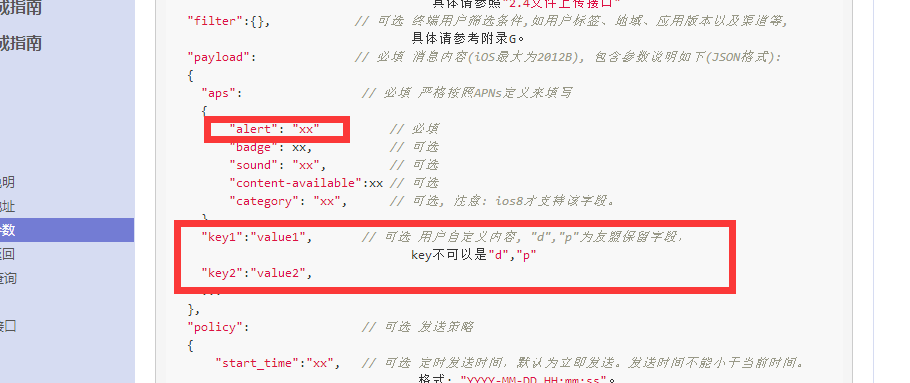 成指南
成指南
说明
地址
参数
返回
查询
接口
具体请参照"2.4文件上传接口"
"filter":{}, // 可选 终端用户筛选条件,如用户标签、地域、应用版本以及渠道等,
具体请参考附录G。
"payload": // 必填 消息内容(iOS最大为2012B), 包含参数说明如下(JSON格式):
{
"aps": // 必填 严格按照APNs定义来填写
{
"alert": "xx" // 必填
"badge": xx, // 可选
"sound": "xx", // 可选
"content-available":xx // 可选
"category": "xx", // 可选, 注意: ios8才支持该字段。
}
"key1":"value1", // 可选 用户自定义内容, "d","p"为友盟保留字段，
key不可以是"d","p"
"key2":"value2",
...
},
"policy": // 可选 发送策略
{
"start_time":"xx", // 可选 定时发送时间，默认为立即发送。发送时间不能小于当前时间。
格式: "YYYY-MM-DD HH:mm:ss"。